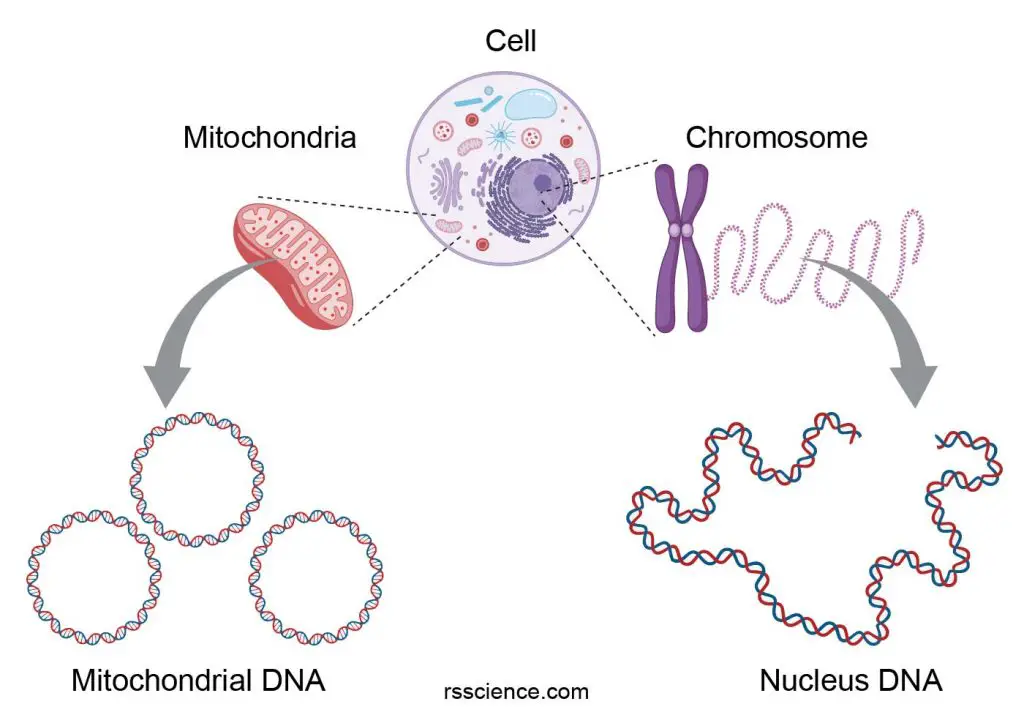 Cell
Mitochondria
Chromosome
Mitochondrial DNA
Nucleus DNA
rsscience.com